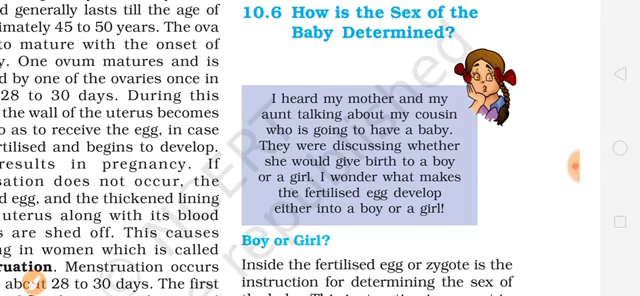 d generally lasts till the age of
imately 45 to 50 years. The ova
to mature with the onset of
y. One ovum matures and is
d by one of the ovaries once in
28 to 30 days. During this
the wall of the uterus becomes
o as to receive the egg, in case
rtilised and begins to develop.
results in pregnancy. If
sation does not occur, the
d egg, and the thickened lining
uterus along with its blood
s are shed off. This causes
ng in women which is called
ruation. Menstruation occurs
28 to 30 days. The first
10.6 How is the Sex of the
Baby Determined?
I heard my mother and my
aunt talking about my cousin
who is going to have a baby.
They were discussing whether
she would give birth to a boy
or a girl. I wonder what makes
the fertilised egg develop
either into a boy or a girl!
Boy or Girl?
Inside the fertilised egg or zygote is the
instruction for determining the sex of
© NCERT
republished